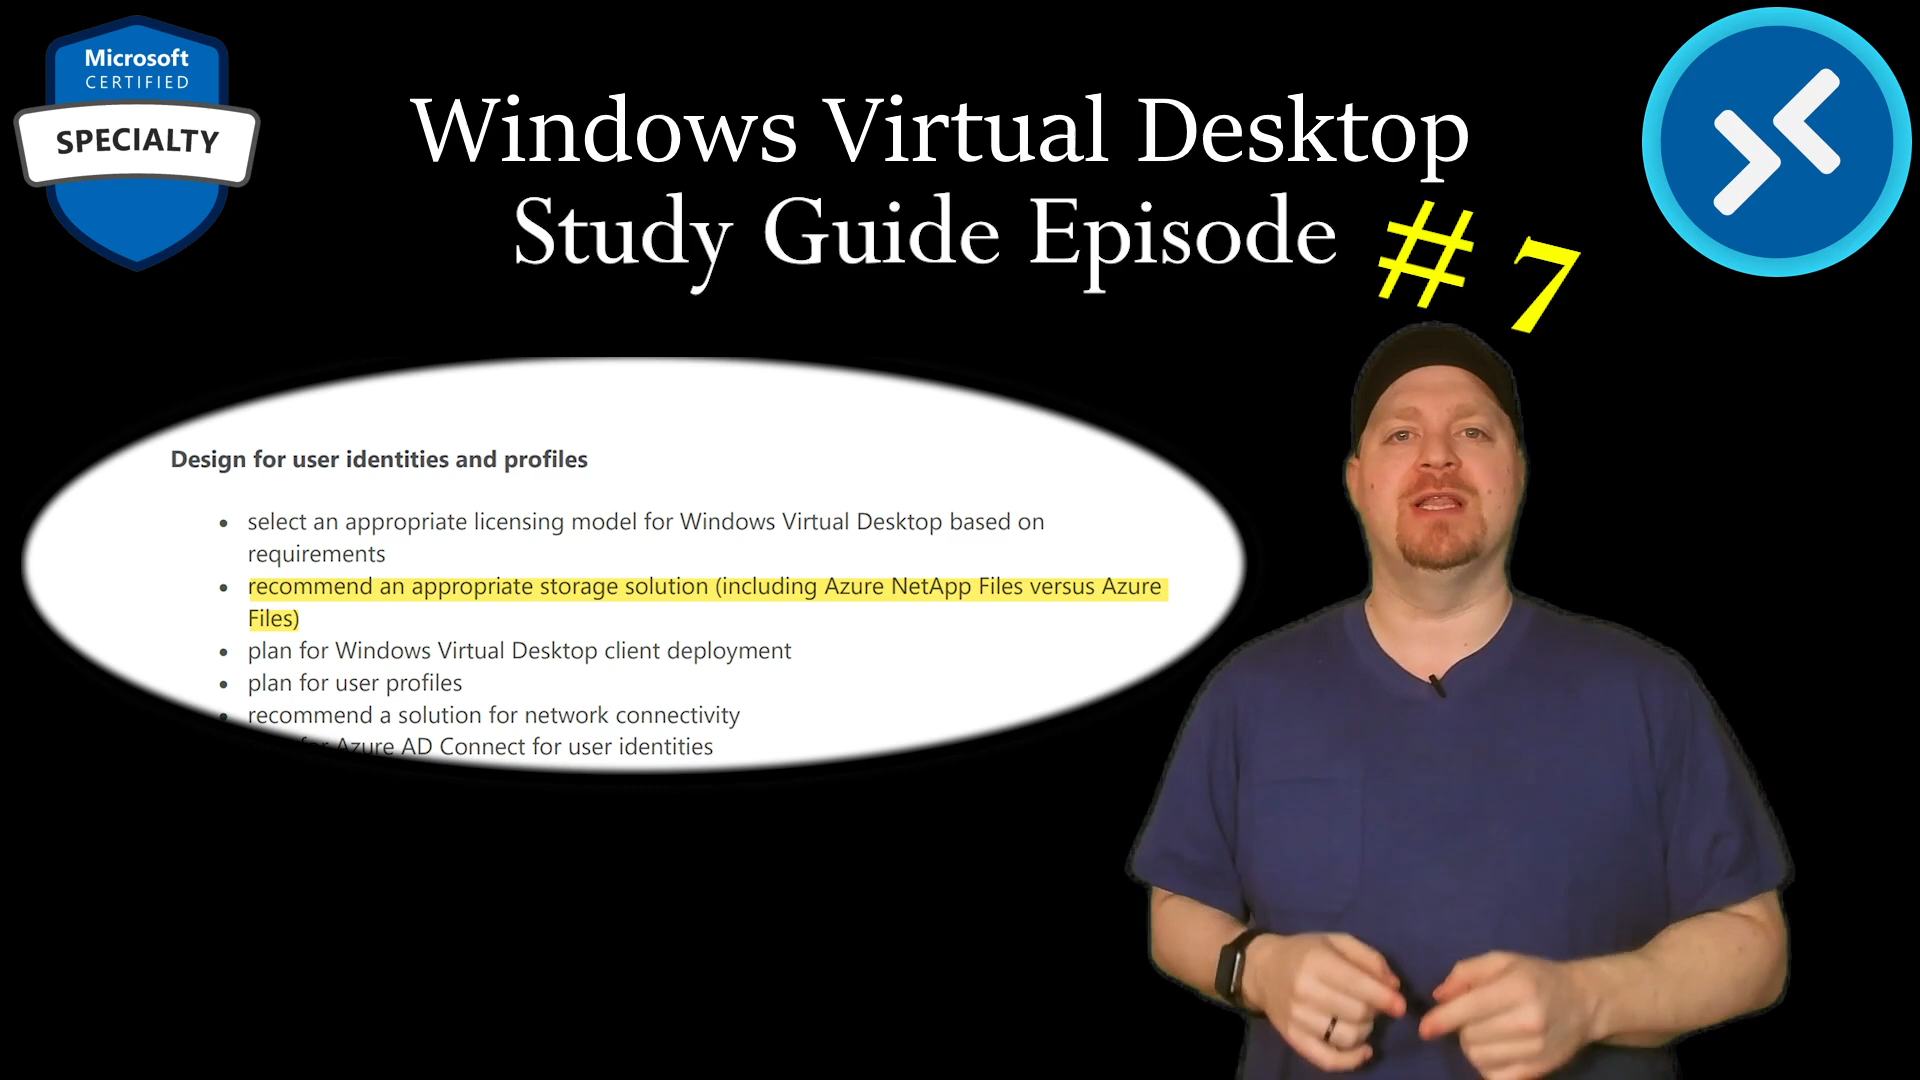 Microsoft
CERTIFIED
SPECIALTY
Windows Virtual Desktop
Study Guide Episode
# 7
Design for user identities and profiles
• select an appropriate licensing model for Windows Virtual Desktop based on
requirements
• recommend an appropriate storage solution (including Azure NetApp Files versus Azure
Files)
• plan for Windows Virtual Desktop client deployment
• plan for user profiles
• recommend a solution for network connectivity
for Azure AD Connect for user identities